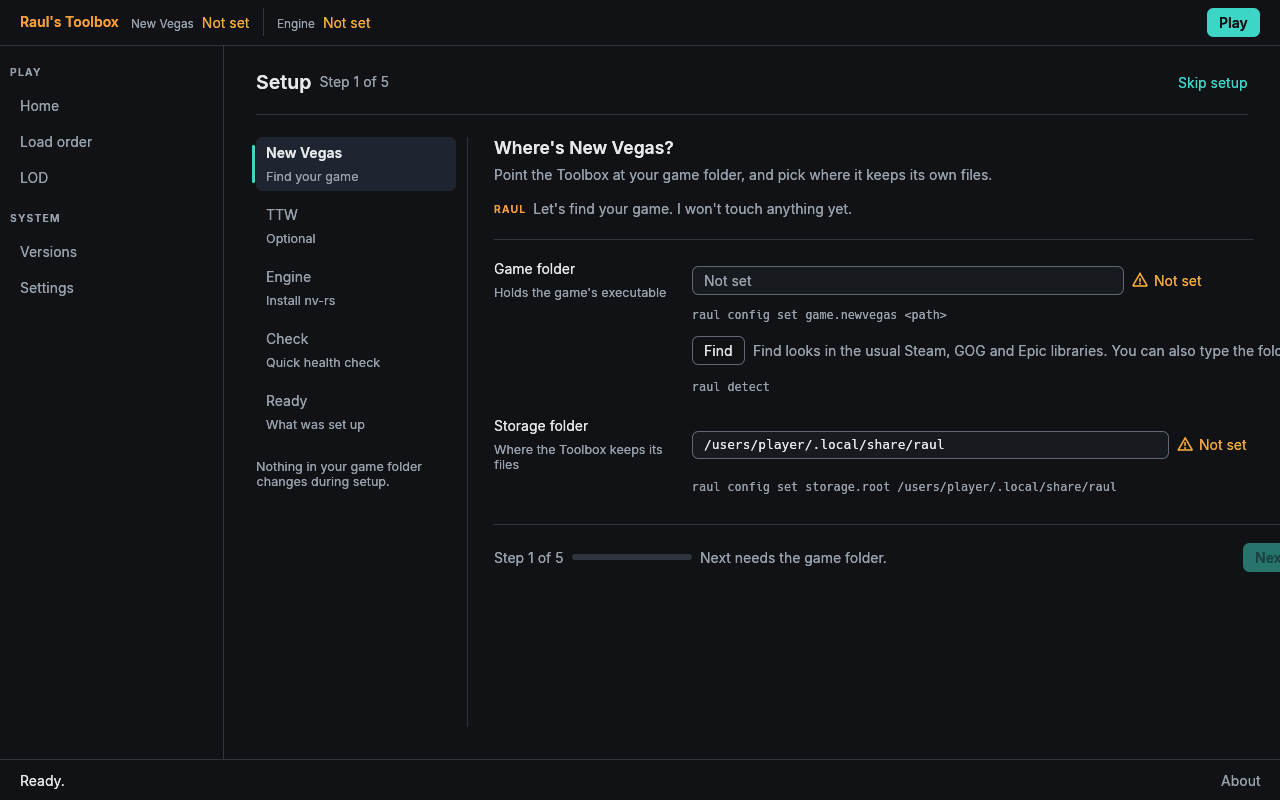 Raul's Toolbox New Vegas Not set Engine Not set Play
PLAY
Home
Load order
LOD
SYSTEM
Versions
Settings
Setup Step 1 of 5 Skip setup
New Vegas
Find your game
TTW
Optional
Engine
Install nv-rs
Check
Quick health check
Ready
What was set up
Nothing in your game folder
changes during setup.
Where's New Vegas?
Point the Toolbox at your game folder, and pick where it keeps its own files.
RAUL Let's find your game. I won't touch anything yet.
Game folder
Holds the game's executable
Not set Not set
raul config set game.newvegas <path>
Find Find looks in the usual Steam, GOG and Epic libraries. You can also type the
raul detect
Storage folder
Where the Toolbox keeps its
files
/users/player/.local/share/raul Not set
raul config set storage.root /users/player/.local/share/raul
Step 1 of 5 Next needs the game folder.
Ready. About